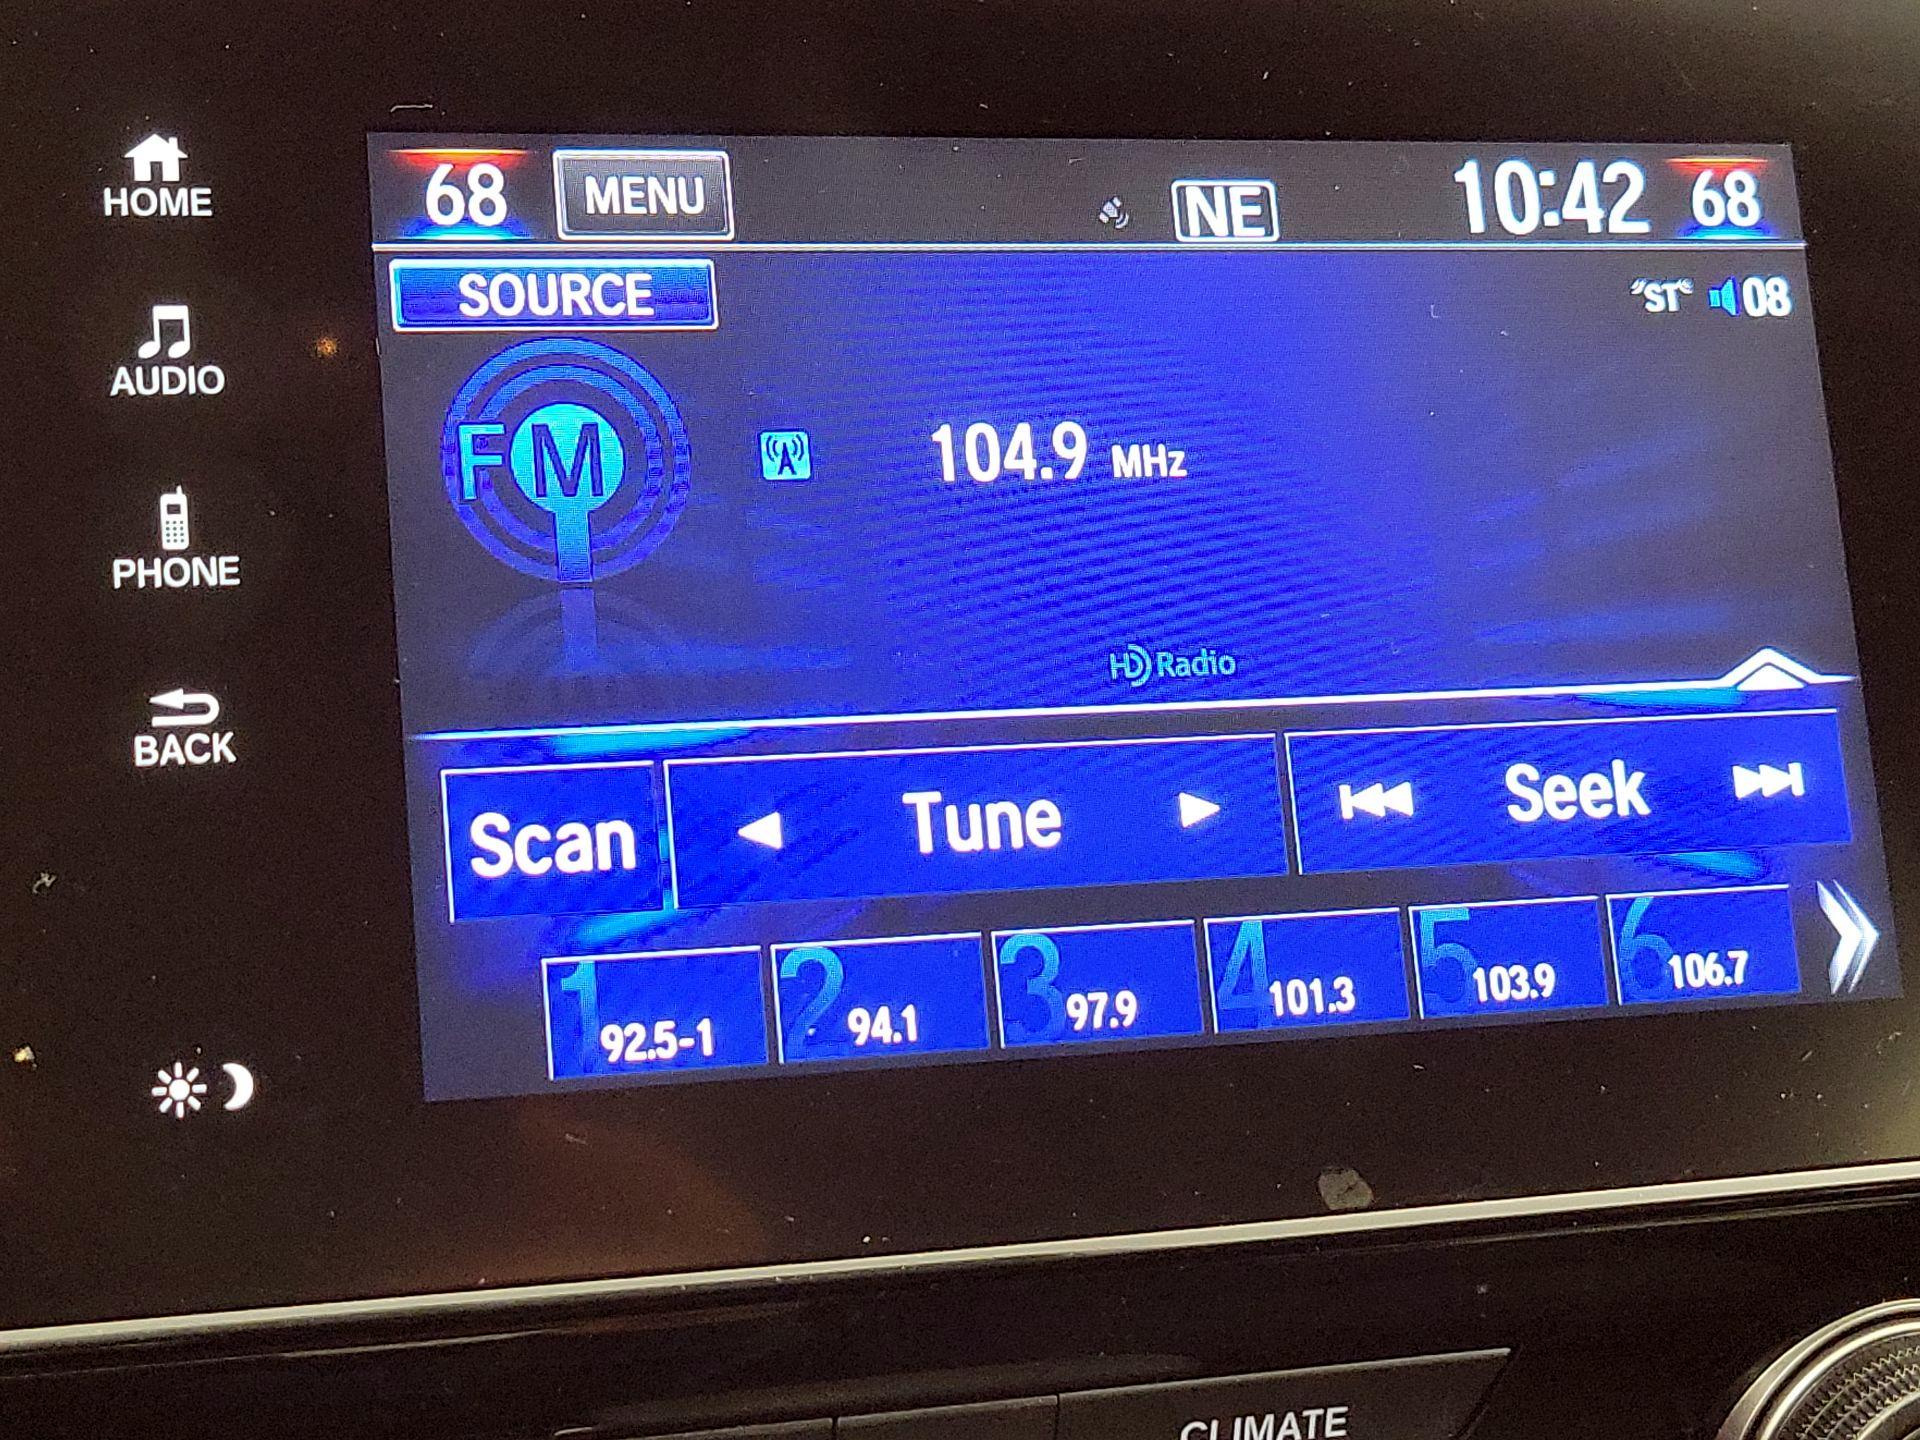 HOME
AUDIO
PHONE
BACK
68 MENU NE 10:42 68
SOURCE "ST" 08
FM
104.9 MHz
HD Radio
Scan Tune Seek
1 92.5-1
2 94.1
3 97.9
4 101.3
5 103.9
6 106.7
CLIMATE